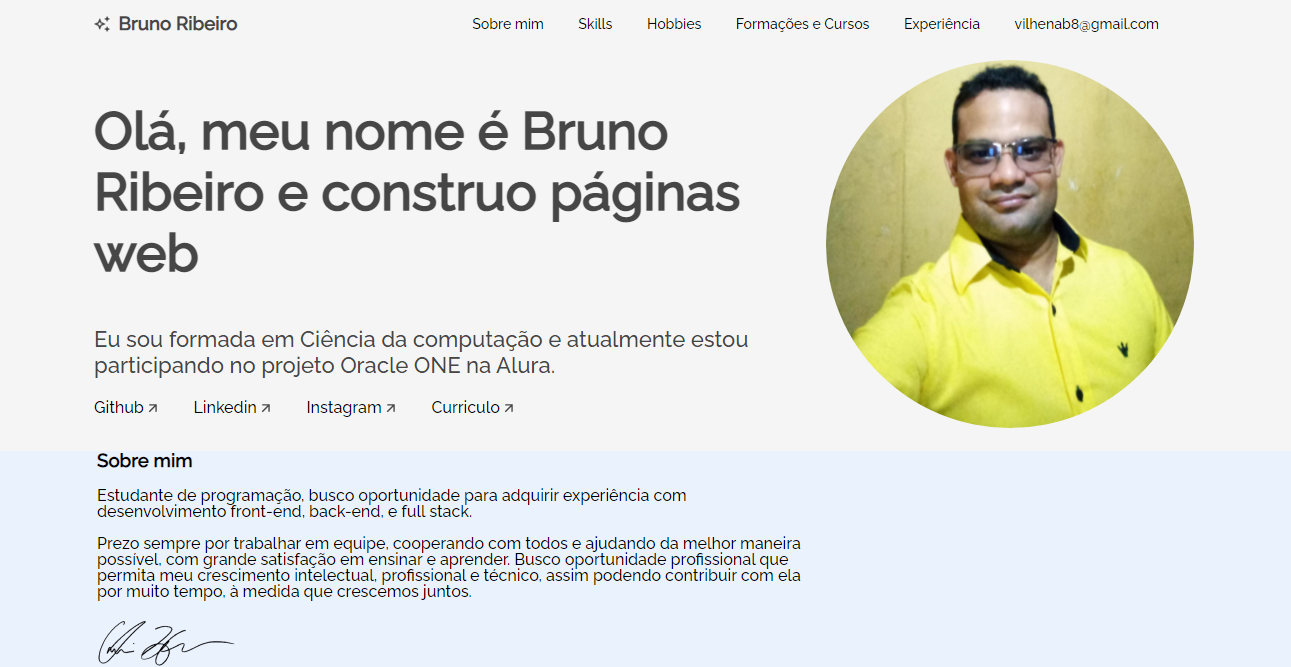 Bruno Ribeiro
Sobre mim Skills Hobbies Formações e Cursos Experiência vilhenab8@gmail.com
Olá, meu nome é Bruno
Ribeiro e construo páginas
web
Eu sou formada em Ciência da computação e atualmente estou
participando no projeto Oracle ONE na Alura.
Github Linkedin Instagram Curriculo
Sobre mim
Estudante de programação, busco oportunidade para adquirir experiência com
desenvolvimento front-end, back-end, e full stack.
Prezo sempre por trabalhar em equipe, cooperando com todos e ajudando da melhor maneira
possível, com grande satisfação em ensinar e aprender. Busco oportunidade profissional que
permita meu crescimento intelectual, profissional e técnico, assim podendo contribuir com ela
por muito tempo, à medida que crescemos juntos.